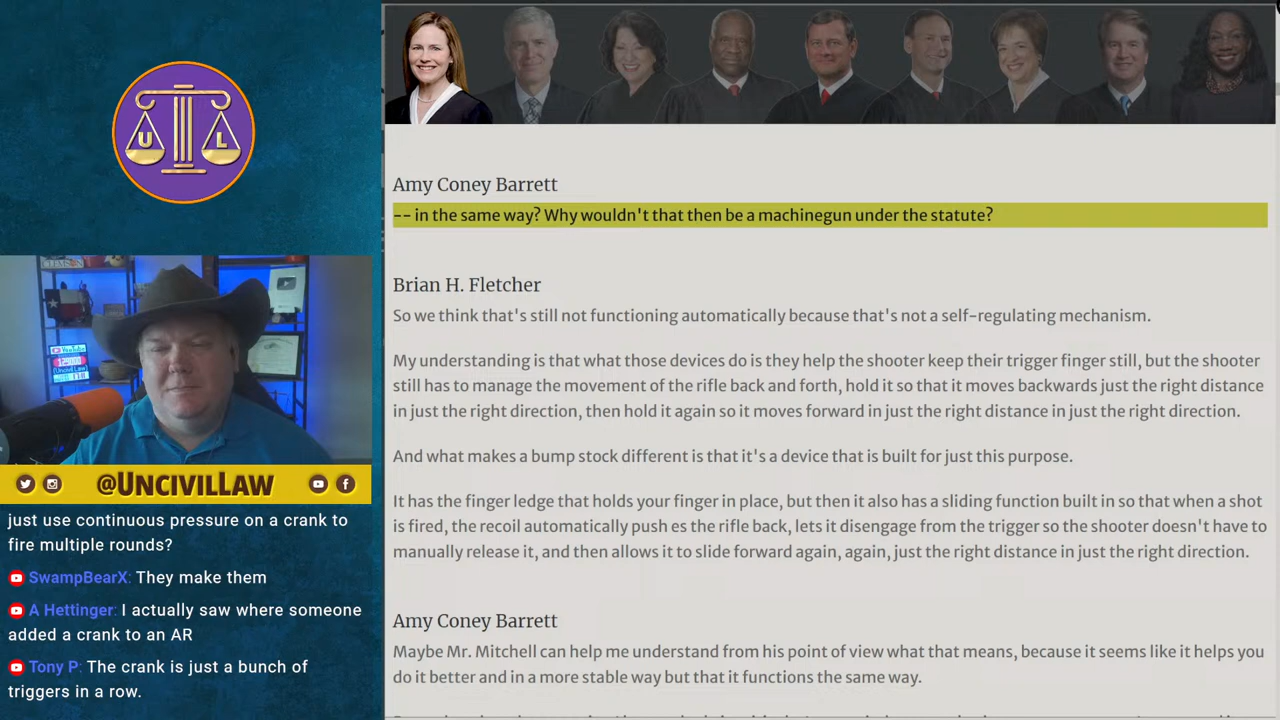 U L
@UNCIVILLAW
just use continuous pressure on a crank to
fire multiple rounds?
SwampBearX: They make them
A Hettinger: I actually saw where someone
added a crank to an AR
Tony P: The crank is just a bunch of
triggers in a row.
Amy Coney Barrett
-- in the same way? Why wouldn't that then be a machinegun under the statute?
Brian H. Fletcher
So we think that's still not functioning automatically because that's not a self-regulating mechanism.
My understanding is that what those devices do is they help the shooter keep their trigger finger still, but the shooter
still has to manage the movement of the rifle back and forth, hold it so that it moves backwards just the right distance
in just the right direction, then hold it again so it moves forward in just the right distance in just the right direction.
And what makes a bump stock different is that it's a device that is built for just this purpose.
It has the finger ledge that holds your finger in place, but then it also has a sliding function built in so that when a shot
is fired, the recoil automatically push es the rifle back, lets it disengage from the trigger so the shooter doesn't have to
manually release it, and then allows it to slide forward again, again, just the right distance in just the right direction.
Amy Coney Barrett
Maybe Mr. Mitchell can help me understand from his point of view what that means, because it seems like it helps you
do it better and in a more stable way but that it functions the same way.